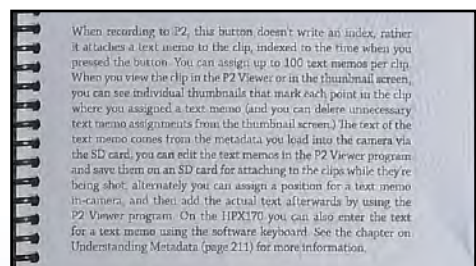 When recording to P2, this button doesn't write an index, rather
it attaches a text memo to the clip, indexed to the time when you
pressed the button. You can assign up to 100 text memos per clip.
When you view the clip in the P2 Viewer or in the thumbnail screen,
you can see individual thumbnails that mark each point in the clip
where you assigned a text memo (and you can delete unnecessary
text memo assignments from the thumbnail screen.) The text of the
text memo comes from the metadata you load into the camera via
the SD card, you can edit the text memos in the P2 Viewer program
and save them on an SD card for attaching to the clips while they're
being shot; alternately you can assign a position for a text memo
in-camera, and then add the actual text afterwards by using the
P2 Viewer program. On the HPX170 you can also enter the text
for a text memo using the software keyboard. See the chapter on
Understanding Metadata (page 211) for more information.